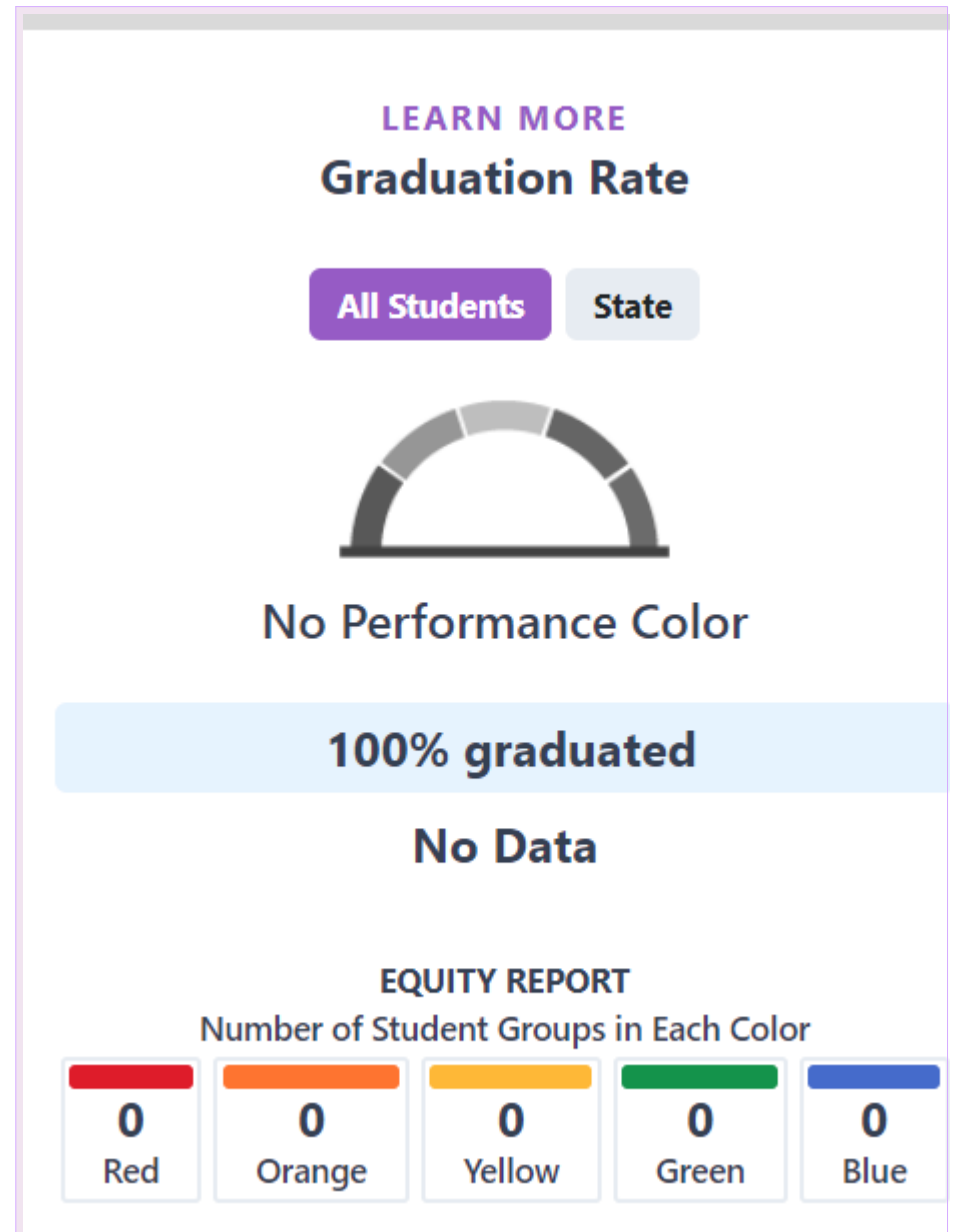 LEARN MORE
Graduation Rate
All Students State
No Performance Color
100% graduated
No Data
EQUITY REPORT
Number of Student Groups in Each Color
0 0 0 0 0
Red Orange Yellow Green Blue